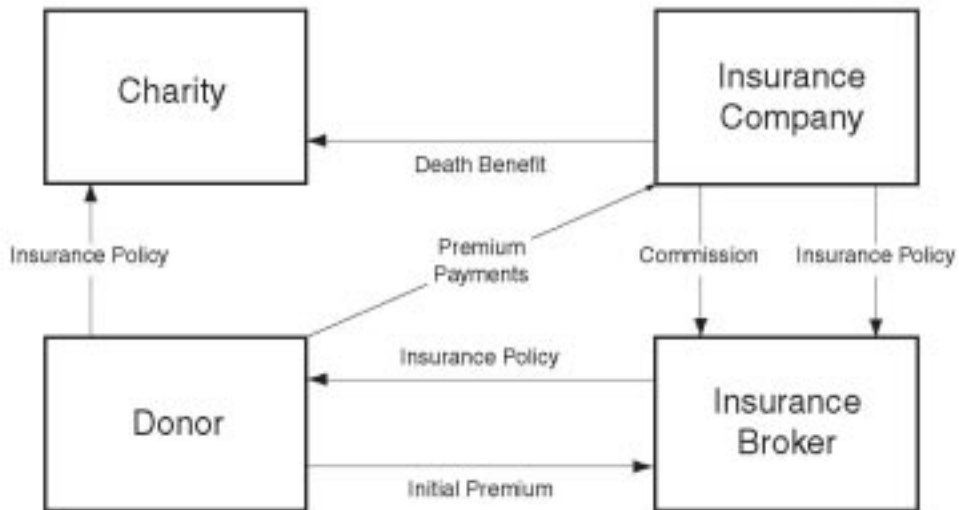 Charity
Insurance
Company
Death Benefit
Insurance Policy
Premium
Payments
Commission
Insurance Policy
Insurance Policy
Donor
Insurance
Broker
Initial Premium